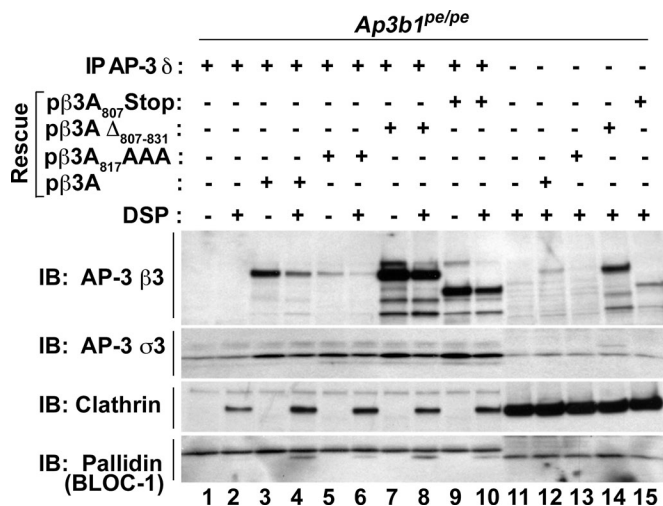 Ap3b1pe/pe
IP AP-3 δ : + + + + + + + + + + - - - - -
Rescue
pβ3A807Stop: - - - - - - - - + + - - - - +
pβ3A Δ807-831 : - - - - - - + + - - - - - + -
pβ3A817AAA : - - - - + + - - - - - - + - -
pβ3A : - - + + - - - - - - - + - - -
DSP : - + - + - + - + - + + + + + +
IB: AP-3 β3
IB: AP-3 σ3
IB: Clathrin
IB: Pallidin
(BLOC-1)
1 2 3 4 5 6 7 8 9 10 11 12 13 14 15